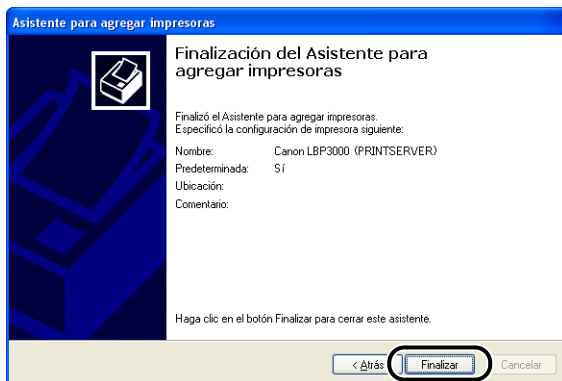 Asistente para agregar impresoras
Finalización del Asistente para
agregar impresoras
Finalizó el Asistente para agregar impresoras.
Especificó la configuración de impresora siguiente:
Nombre: Canon LBP3000 (PRINTSERVER)
Predeterminada: Sí
Ubicación:
Comentario:
Haga clic en el botón Finalizar para cerrar este asistente.
< Atrás Finalizar Cancelar